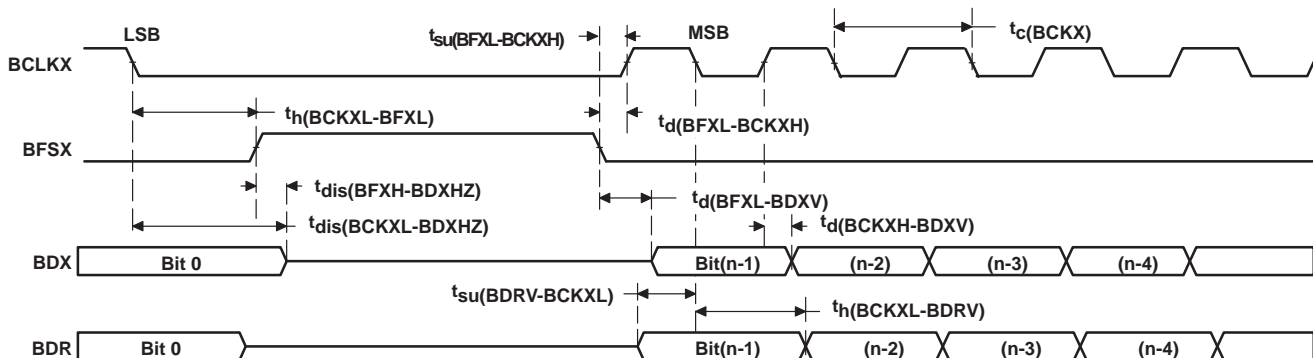 LSB
tsu(BFXL-BCKXH)
MSB
tc(BCKX)
BCLKX
th(BCKXL-BFXL)
td(BFXL-BCKXH)
BFSX
tdis(BFXH-BDXHZ)
td(BFXL-BDXV)
tdis(BCKXL-BDXHZ)
td(BCKXH-BDXV)
BDX Bit 0 Bit(n-1) (n-2) (n-3) (n-4)
tsu(BDRV-BCKXL)
th(BCKXL-BDRV)
BDR Bit 0 Bit(n-1) (n-2) (n-3) (n-4)